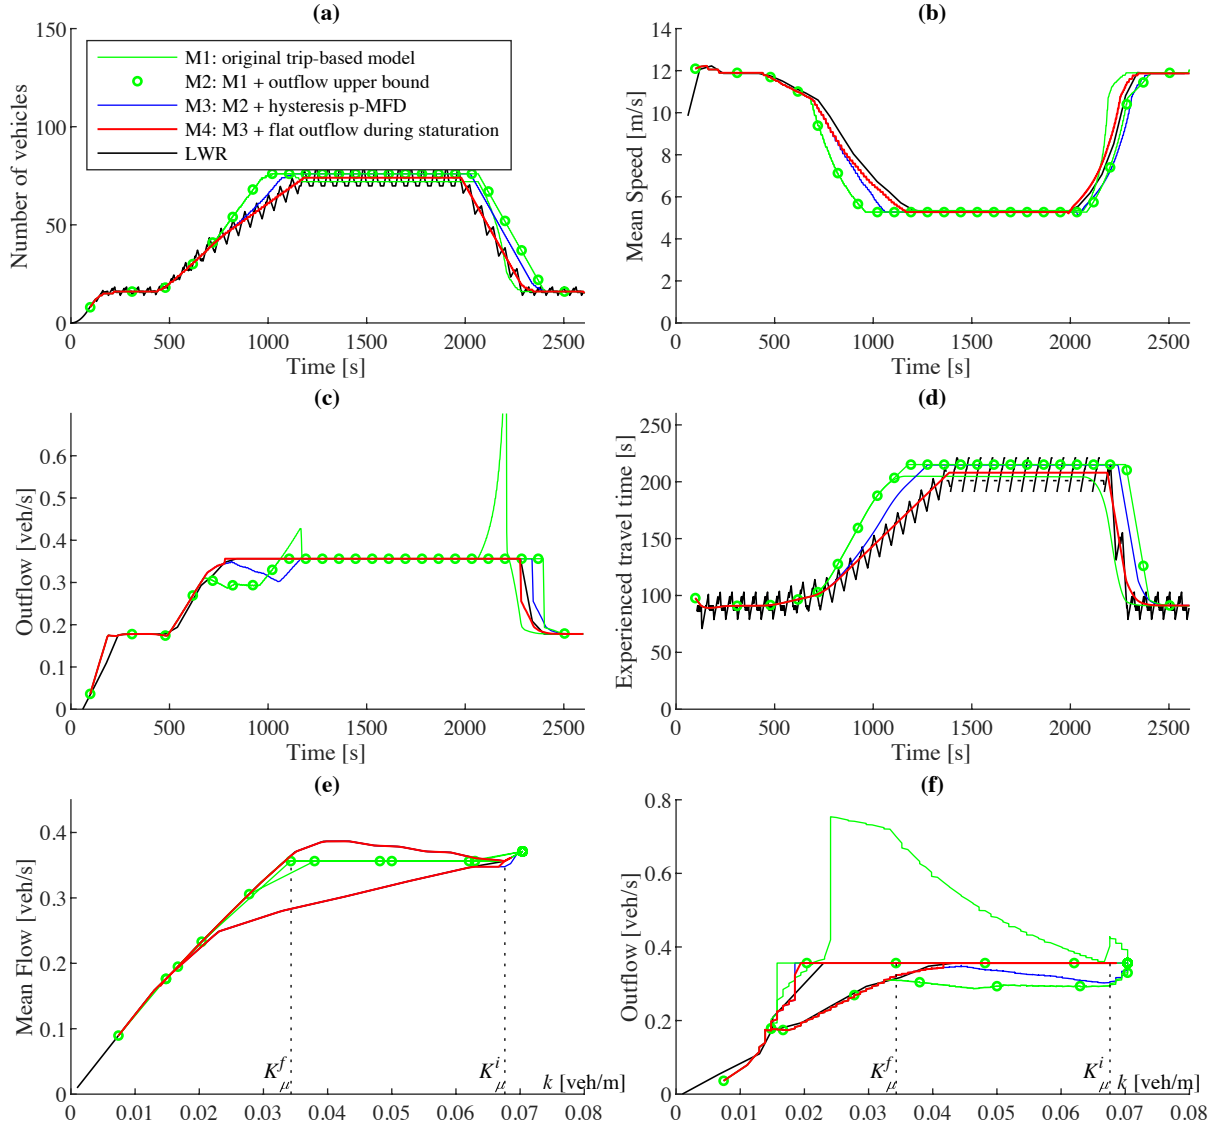 (a)
150
100
50
0
Number of vehicles
M1: original trip-based model
M2: M1 + outflow upper bound
M3: M2 + hysteresis p-MFD
M4: M3 + flat outflow during staturation
LWR
0 500 1000 1500 2000 2500
Time [s]
(b)
14
12
10
8
6
4
2
0
Mean Speed [m/s]
0 500 1000 1500 2000 2500
Time [s]
(c)
0.6
0.5
0.4
0.3
0.2
0.1
0
Outflow [veh/s]
0 500 1000 1500 2000 2500
Time [s]
(d)
250
200
150
100
50
0
Experienced travel time [s]
0 500 1000 1500 2000 2500
Time [s]
(e)
0.4
0.3
0.2
0.1
0
Mean Flow [veh/s]
K_μ^f
K_μ^i
k [veh/m]
0 0.01 0.02 0.03 0.04 0.05 0.06 0.07 0.08
(f)
0.8
0.6
0.4
0.2
0
Outflow [veh/s]
K_μ^f
K_μ^i
k [veh/m]
0.01 0.02 0.03 0.04 0.05 0.06 0.07 0.08